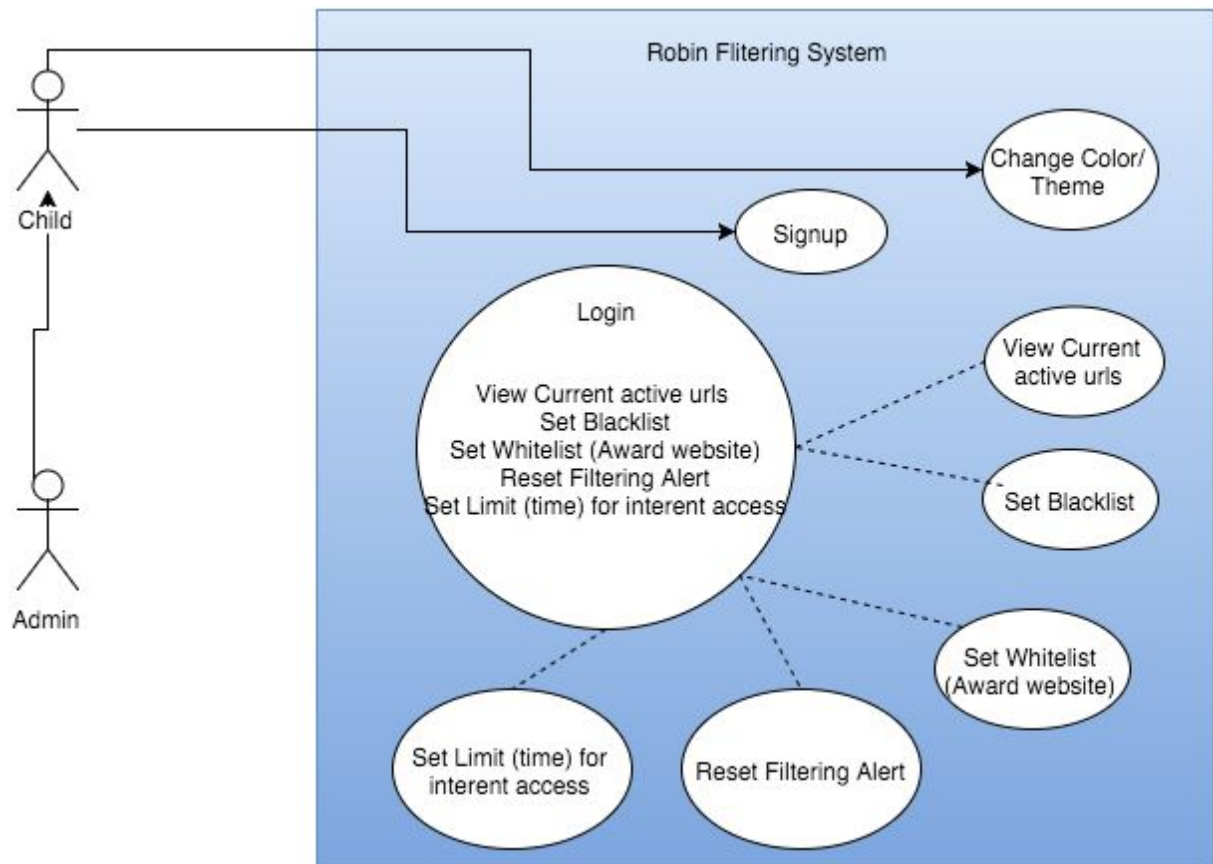 Robin Flitering System
Change Color/
Theme
Child
Signup
Login
View Current active urls
Set Blacklist
Set Whitelist (Award website)
Reset Filtering Alert
Set Limit (time) for interent access
View Current
active urls
Set Blacklist
Admin
Set Whitelist
(Award website)
Set Limit (time) for
interent access
Reset Filtering Alert